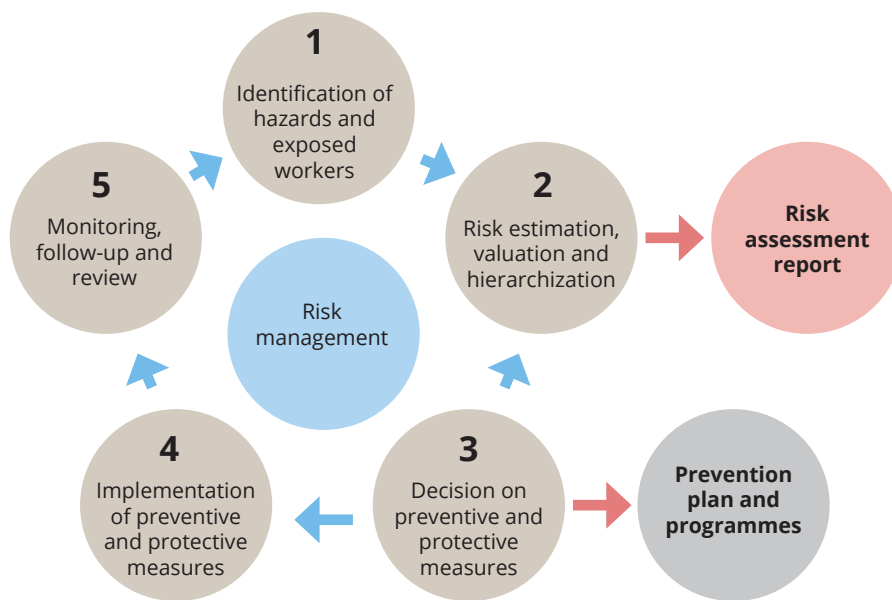 1
Identification of
hazards and
exposed
workers
2
Risk estimation,
valuation and
hierarchization
Risk
assessment
report
3
Decision on
preventive and
protective
measures
Prevention
plan and
programmes
4
Implementation
of preventive
and protective
measures
5
Monitoring,
follow-up and
review
Risk
management